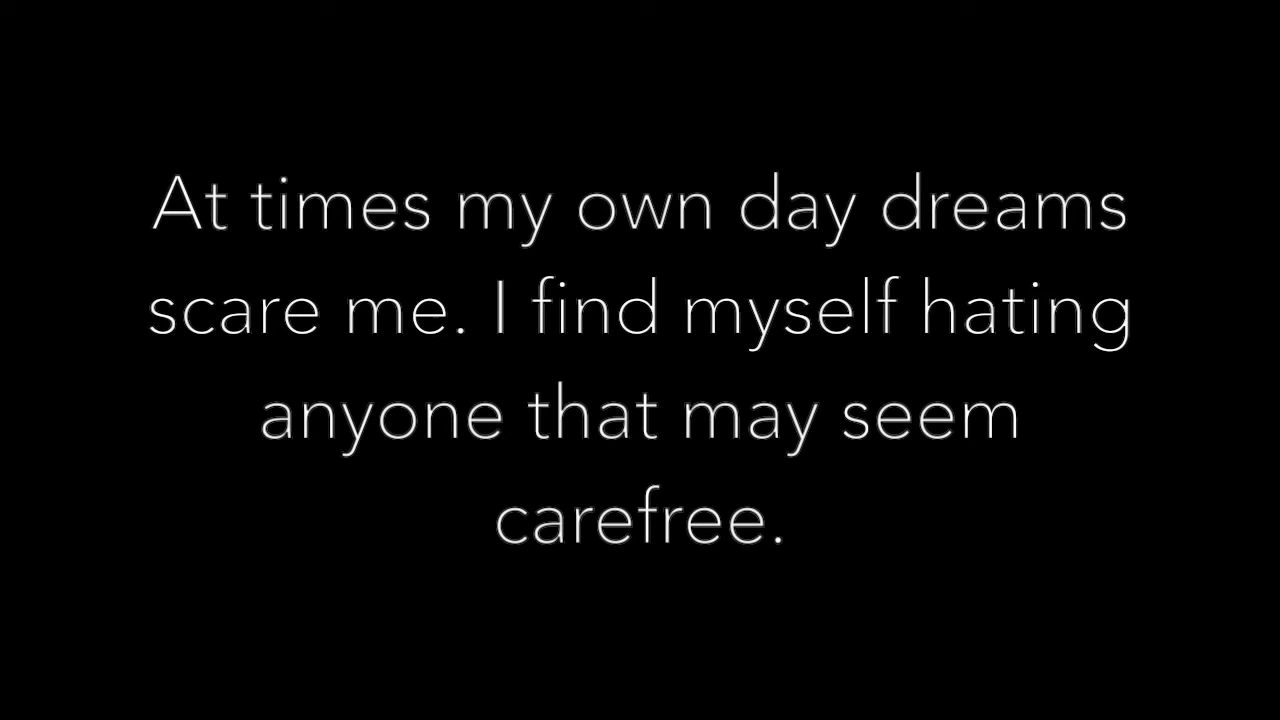 At times my own day dreams
scare me. I find myself hating
anyone that may seem
carefree.